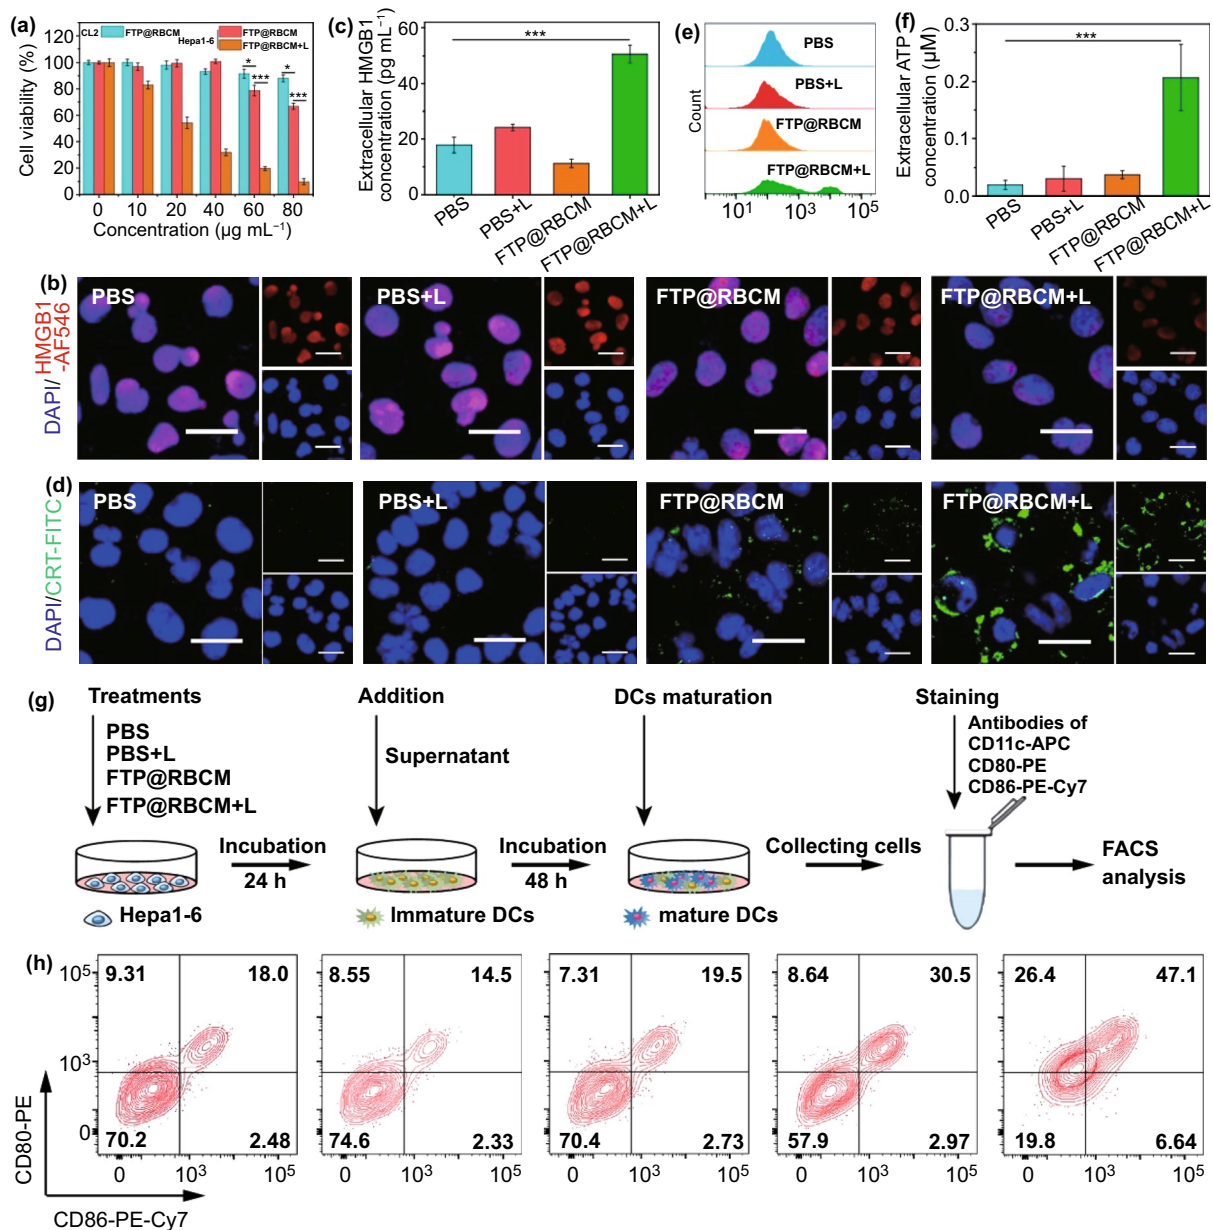 (a)
CL2 FTP@RBCM
Hepa1-6 FTP@RBCM
FTP@RBCM+L
Cell viability (%)
120
100
80
60
40
20
0
* *** * ***
0 10 20 40 60 80
Concentration (µg mL⁻¹)
(c)
Extracellular HMGB1
concentration (pg mL⁻¹)
60
40
20
0
***
PBS
PBS+L
FTP@RBCM
FTP@RBCM+L
(e)
Count
PBS
PBS+L
FTP@RBCM
FTP@RBCM+L
10¹ 10² 10³ 10⁵
(f)
Extracellular ATP
concentration (µM)
0.3
0.2
0.1
0.0
***
PBS
PBS+L
FTP@RBCM
FTP@RBCM+L
(b)
DAPI/HMGB1
-AF546
PBS
PBS+L
FTP@RBCM
FTP@RBCM+L
(d)
DAPI/CRT-FITC
PBS
PBS+L
FTP@RBCM
FTP@RBCM+L
(g)
Treatments
PBS
PBS+L
FTP@RBCM
FTP@RBCM+L
Hepa1-6
Incubation
24 h
Addition
Supernatant
Immature DCs
Incubation
48 h
DCs maturation
mature DCs
Collecting cells
Staining
Antibodies of
CD11c-APC
CD80-PE
CD86-PE-Cy7
FACS
analysis
(h)
CD80-PE
10⁵
10³
0
9.31 18.0
70.2 2.48
0 10³ 10⁵
8.55 14.5
74.6 2.33
0 10³ 10⁵
7.31 19.5
70.4 2.73
0 10³ 10⁵
8.64 30.5
57.9 2.97
0 10³ 10⁵
26.4 47.1
19.8 6.64
0 10³ 10⁵
CD86-PE-Cy7